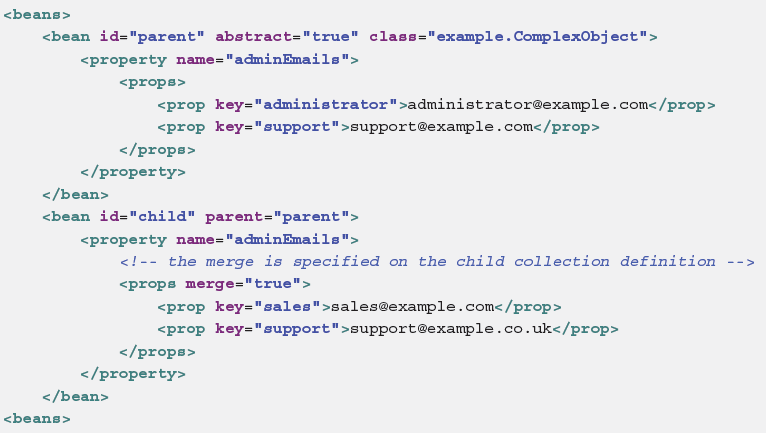 <beans>
<bean id="parent" abstract="true" class="example.ComplexObject">
<property name="adminEmails">
<props>
<prop key="administrator">administrator@example.com</prop>
<prop key="support">support@example.com</prop>
</props>
</property>
</bean>
<bean id="child" parent="parent">
<property name="adminEmails">
<!-- the merge is specified on the child collection definition -->
<props merge="true">
<prop key="sales">sales@example.com</prop>
<prop key="support">support@example.co.uk</prop>
</props>
</property>
</bean>
<beans>